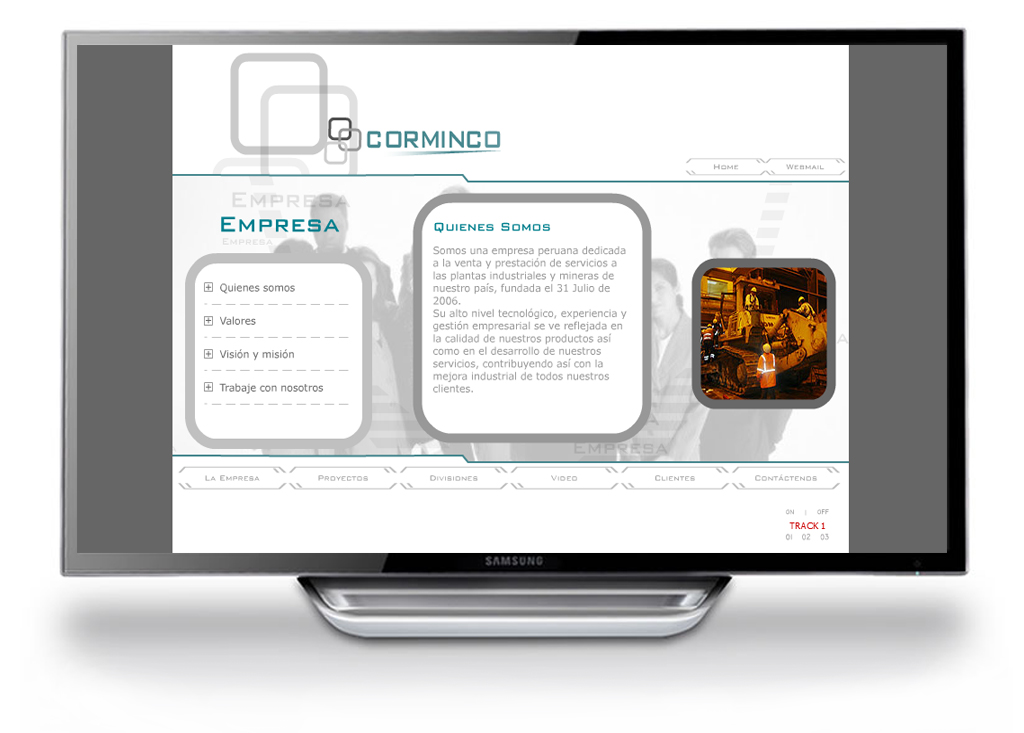 CORMINCO
HOME
WEBMAIL
EMPRESA
EMPRESA
EMPRESA
Quienes somos
Valores
Visión y misión
Trabaje con nosotros
QUIENES SOMOS
Somos una empresa peruana dedicada
a la venta y prestación de servicios a
las plantas industriales y mineras de
nuestro país, fundada el 31 Julio de
2006.
Su alto nivel tecnológico, experiencia y
gestión empresarial se ve reflejada en
la calidad de nuestros productos así
como en el desarrollo de nuestros
servicios, contribuyendo así con la
mejora industrial de todos nuestros
clientes.
EMPRESA
LA EMPRESA
PROYECTOS
DIVISIONES
VIDEO
CLIENTES
CONTÁCTENOS
ON | OFF
TRACK 1
01 02 03
SAMSUNG